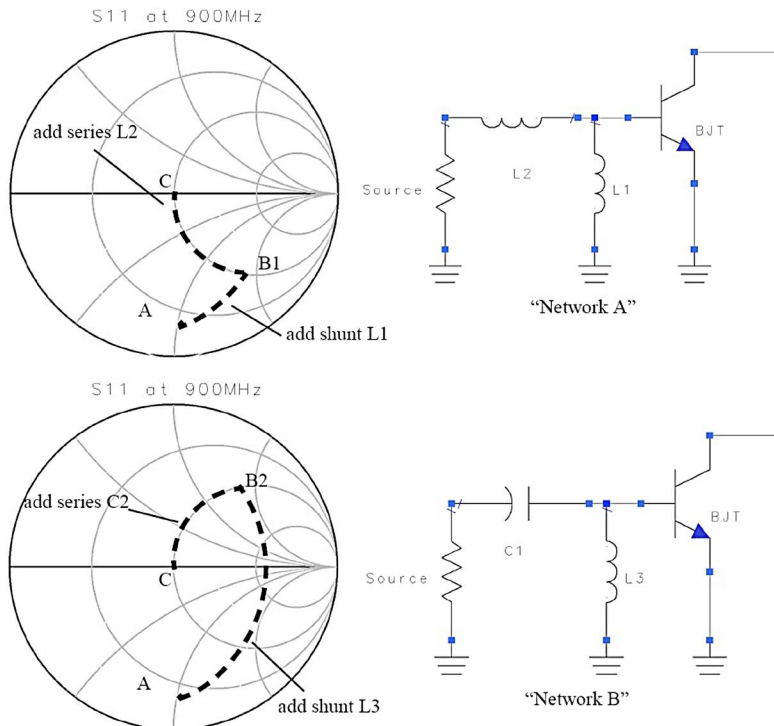 S11 at 900MHz
add series L2
C
B1
A
add shunt L1
BJT
Source
L2
L1
“Network A”
S11 at 900MHz
add series C2
B2
C
A
add shunt L3
BJT
C1
Source
L3
“Network B”